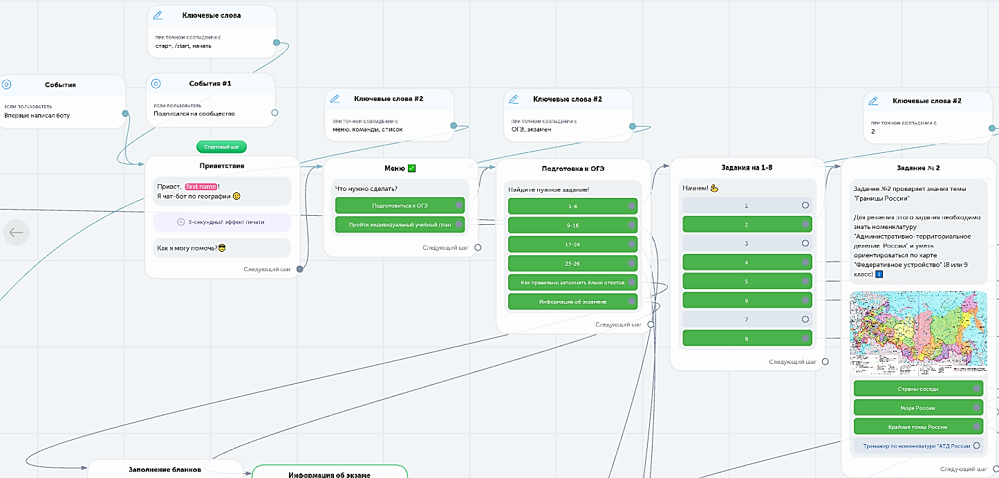 Ключевые слова
ПРИ ТОЧНОМ СОВПАДЕНИИ С
старт, /start, начать
События
ЕСЛИ ПОЛЬЗОВАТЕЛЬ
Впервые написал боту
События #1
ЕСЛИ ПОЛЬЗОВАТЕЛЬ
Подписался на сообщество
Стартовый шаг
Приветствие
Привет, first name !
Я чат-бот по географии 🙂
3-секундный эффект печати
Как я могу помочь?😎
Следующий шаг
Ключевые слова #2
ПРИ ТОЧНОМ СОВПАДЕНИИ С
меню, команды, список
Меню ✅
Что нужно сделать?
Подготовиться к ОГЭ
Пройти индивидуальный учебный план
Следующий шаг
Ключевые слова #2
ПРИ ТОЧНОМ СОВПАДЕНИИ С
ОГЭ, экзамен
Подготовка к ОГЭ
Найдите нужное задание!
1-8
9-16
17-24
25-26
Как правильно заполнить бланк ответов
Информация об экзамене
Следующий шаг
Задания на 1-8
Начнем! 💪
1
2
3
4
5
6
7
8
Следующий шаг
Ключевые слова #2
ПРИ ТОЧНОМ СОВПАДЕНИИ С
2
Задание № 2
Задание №2 проверяет знания темы
"Границы России"
Для решения этого задания необходимо
знать номенклатуру
"Административно-территориальное
деление России" и уметь
ориентироваться по карте
"Федеративное устройство" (8 или 9
класс)
Страны-соседи
Моря России
Крайние точки России
Тренажер по номенклатуре "АТД России
Следующий шаг
Заполнение бланков
Информация об экзаме